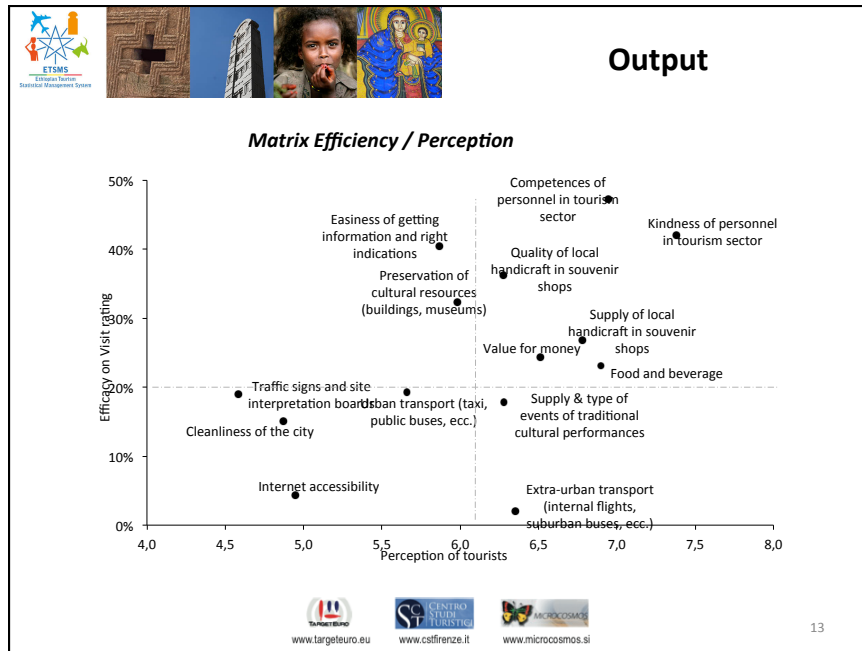 ETSMS
Ethiopian Tourism
Statistical Management System
Output
Matrix Efficiency / Perception
Efficacy on Visit rating
50%
40%
30%
20%
10%
0%
Competences of
personnel in tourism
sector
Kindness of personnel
in tourism sector
Easiness of getting
information and right
indications
Quality of local
handicraft in souvenir
shops
Preservation of
cultural resources
(buildings, museums)
Supply of local
handicraft in souvenir
shops
Value for money
Food and beverage
Traffic signs and site
interpretation boards
Urban transport (taxi,
public buses, ecc.)
Supply & type of
events of traditional
cultural performances
Cleanliness of the city
Internet accessibility
Extra-urban transport
(internal flights,
suburban buses, ecc.)
4,0 4,5 5,0 5,5 6,0 6,5 7,0 7,5 8,0
Perception of tourists
TARGETEURO
www.targeteuro.eu
CST
CENTRO
STUDI
TURISTICI
www.cstfirenze.it
MICROCOSMOS
www.microcosmos.si
13